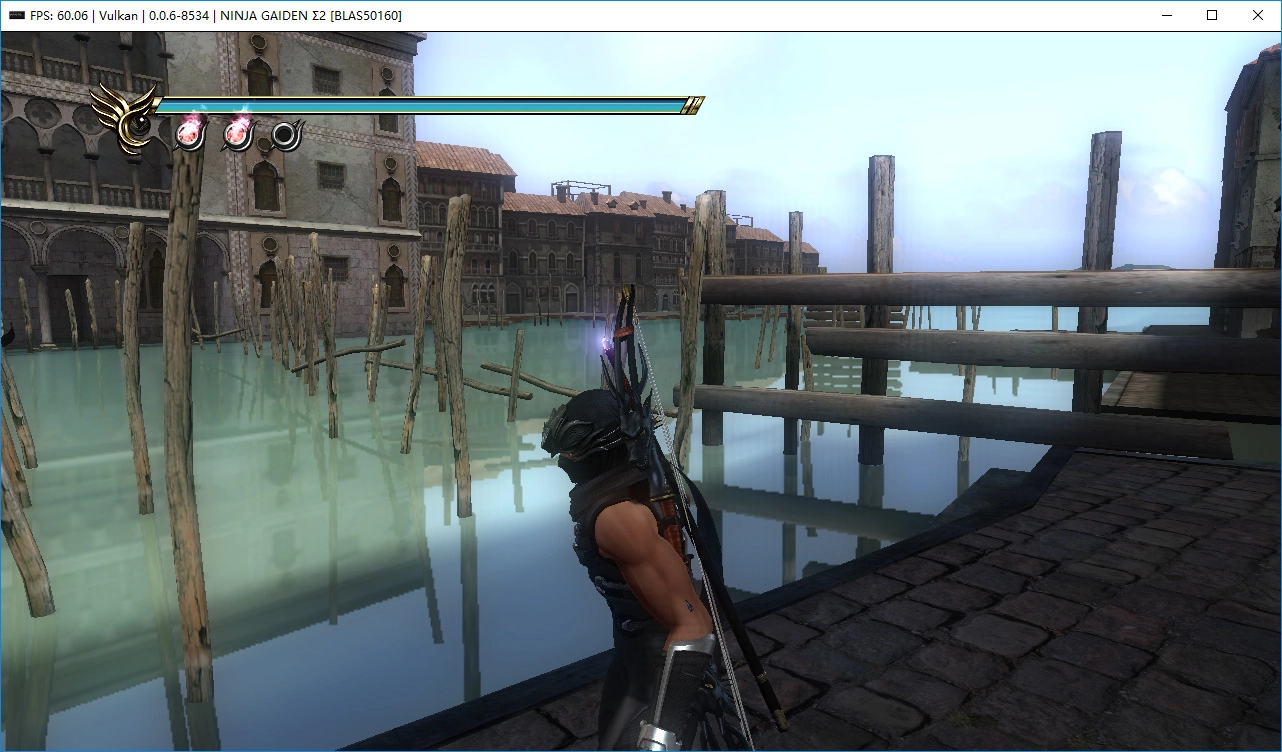 FPS: 60.06 | Vulkan | 0.0.6-8534 | NINJA GAIDEN Σ2 [BLAS50160]